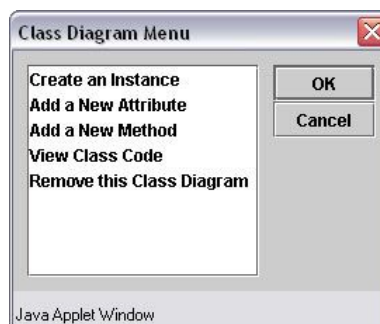 Class Diagram Menu
Create an Instance
Add a New Attribute
Add a New Method
View Class Code
Remove this Class Diagram
OK
Cancel
Java Applet Window